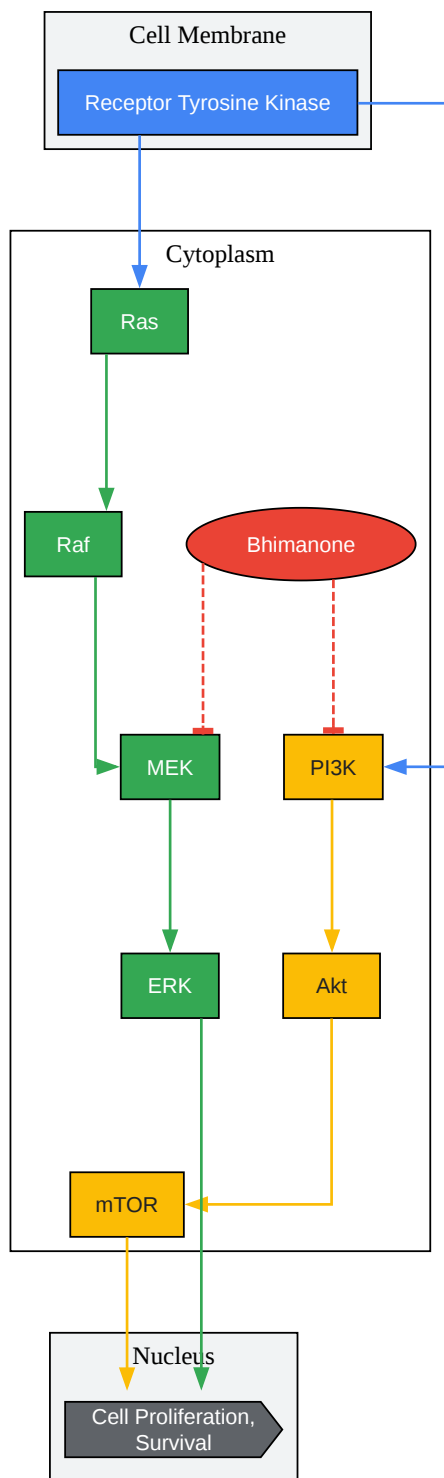 Cell Membrane
Receptor Tyrosine Kinase
Cytoplasm
Ras
Raf
Bhimanone
MEK
PI3K
ERK
Akt
mTOR
Nucleus
Cell Proliferation,
Survival